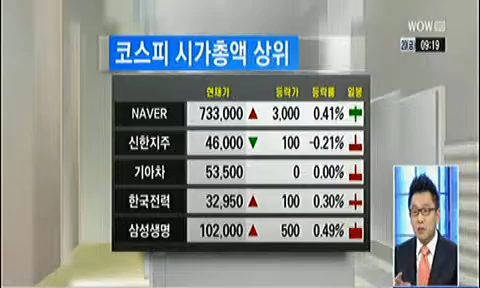 WOW
20(금) 09:19
코스피 시가총액 상위
현재가 등락가 등락률 일봉
NAVER 733,000 ▲ 3,000 0.41%
신한지주 46,000 ▼ 100 -0.21%
기아차 53,500 0 0.00%
한국전력 32,950 ▲ 100 0.30%
삼성생명 102,000 ▲ 500 0.49%